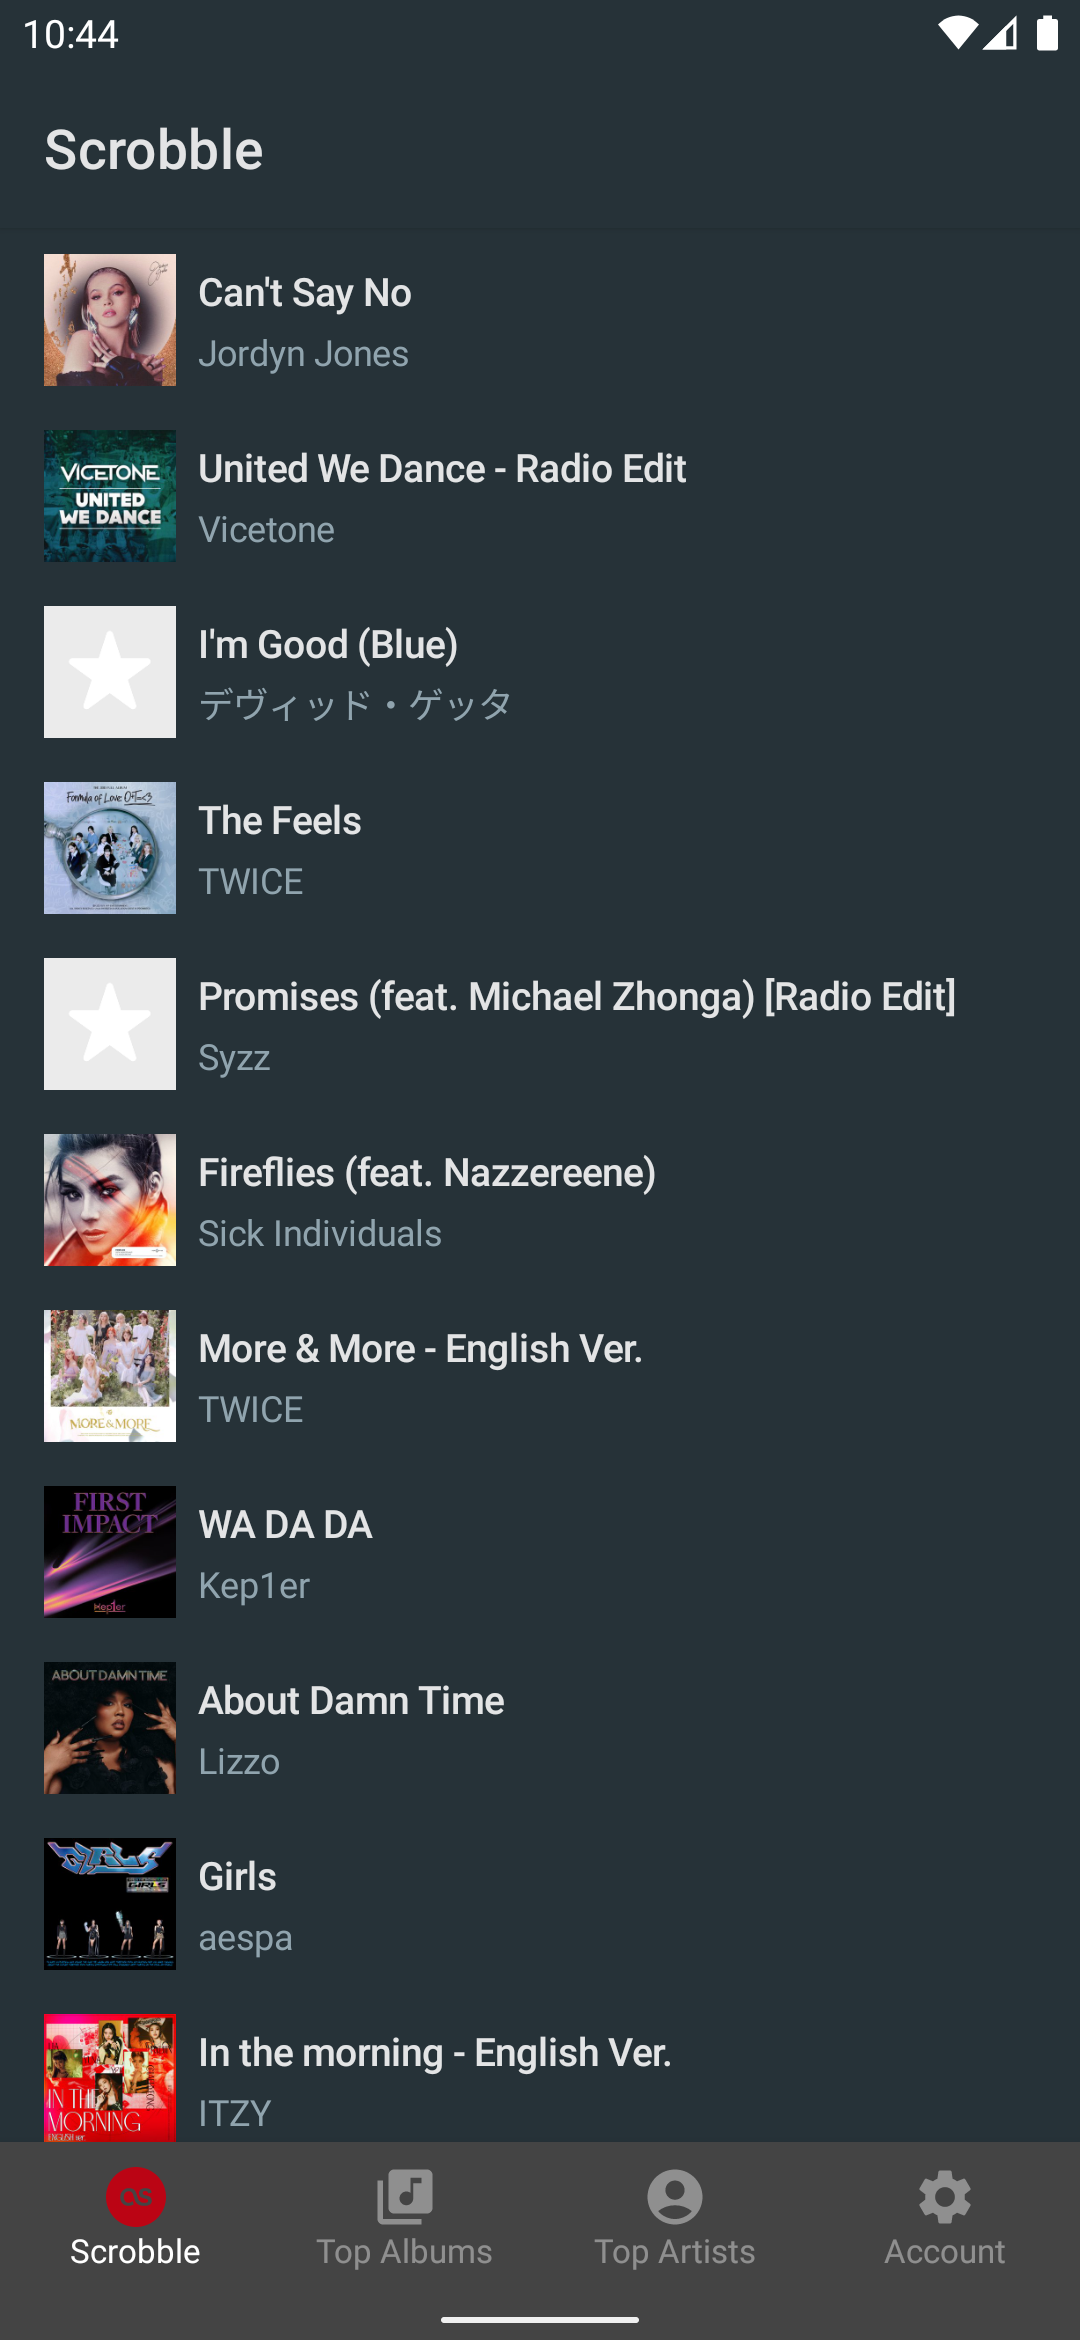 10:44
Scrobble
Can't Say No
Jordyn Jones
VICETONE
UNITED
WE DANCE
United We Dance - Radio Edit
Vicetone
I'm Good (Blue)
デヴィッド・ゲッタ
Formula of Love O+T=<3
The Feels
TWICE
Promises (feat. Michael Zhonga) [Radio Edit]
Syzz
Fireflies (feat. Nazzereene)
Sick Individuals
MORE & MORE
More & More - English Ver.
TWICE
FIRST
IMPACT
Kep1er
WA DA DA
Kep1er
ABOUT DAMN TIME
About Damn Time
Lizzo
GIRLS
Girls
aespa
IN THE
MORNING
ENGLISH ver.
In the morning - English Ver.
ITZY
Scrobble
Top Albums
Top Artists
Account